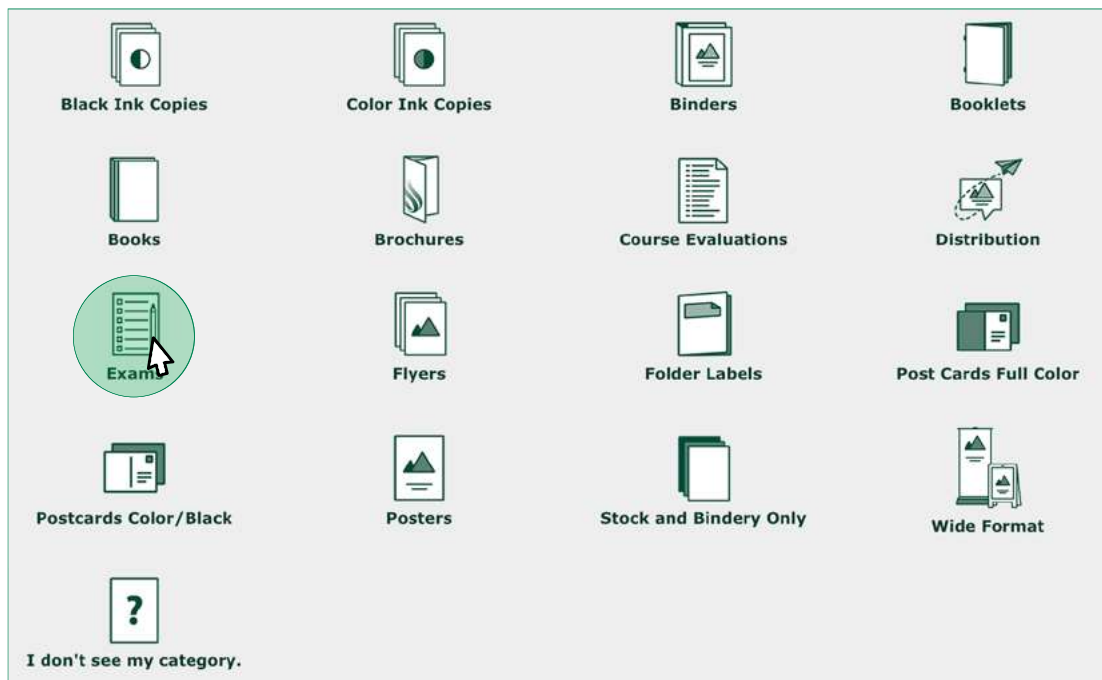 Black Ink Copies
Color Ink Copies
Binders
Booklets
Books
Brochures
Course Evaluations
Distribution
Exams
Flyers
Folder Labels
Post Cards Full Color
Postcards Color/Black
Posters
Stock and Bindery Only
Wide Format
?
I don't see my category.